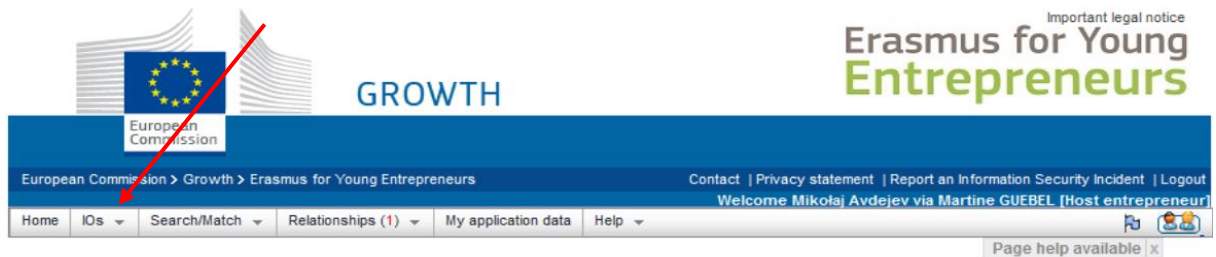 Important legal notice
Erasmus for Young
Entrepreneurs
GROWTH
European
Commission
European Commission > Growth > Erasmus for Young Entrepreneurs
Contact | Privacy statement | Report an Information Security Incident | Logout
Welcome Mikołaj Avdejev via Martine GUEBEL [Host entrepreneur]
Home IOs Search/Match Relationships (1) My application data Help
Page help available x